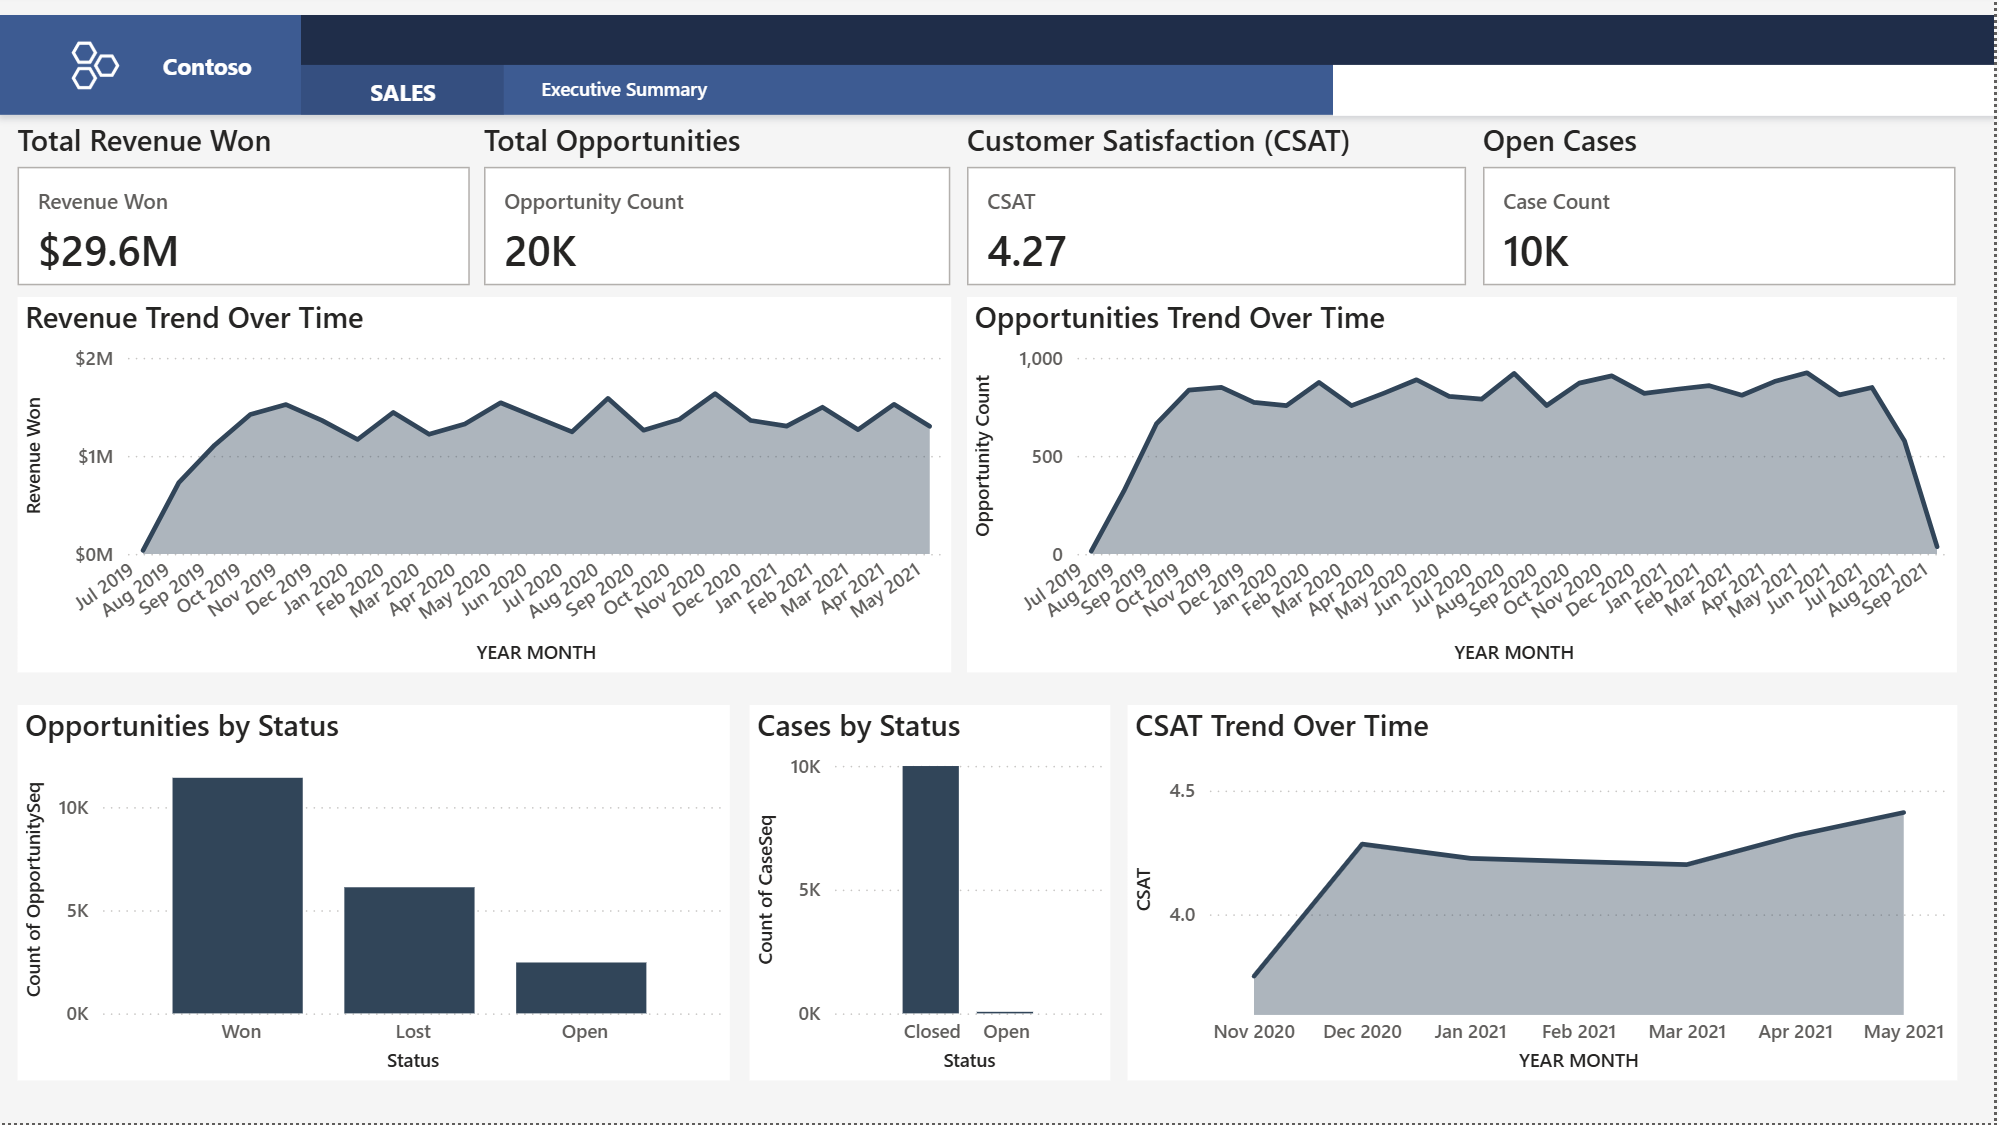 Contoso
SALES
Executive Summary
Total Revenue Won
Revenue Won
$29.6M
Total Opportunities
Opportunity Count
20K
Customer Satisfaction (CSAT)
CSAT
4.27
Open Cases
Case Count
10K
Revenue Trend Over Time
Revenue Won
$2M
$1M
$0M
Jul 2019
Aug 2019
Sep 2019
Oct 2019
Nov 2019
Dec 2019
Jan 2020
Feb 2020
Mar 2020
Apr 2020
May 2020
Jun 2020
Jul 2020
Aug 2020
Sep 2020
Oct 2020
Nov 2020
Dec 2020
Jan 2021
Feb 2021
Mar 2021
Apr 2021
May 2021
YEAR MONTH
Opportunities Trend Over Time
Opportunity Count
1,000
500
0
Jul 2019
Aug 2019
Sep 2019
Oct 2019
Nov 2019
Dec 2019
Jan 2020
Feb 2020
Mar 2020
Apr 2020
May 2020
Jun 2020
Jul 2020
Aug 2020
Sep 2020
Oct 2020
Nov 2020
Dec 2020
Jan 2021
Feb 2021
Mar 2021
Apr 2021
May 2021
Jun 2021
Jul 2021
Aug 2021
Sep 2021
YEAR MONTH
Opportunities by Status
Count of OpportunitySeq
10K
5K
0K
Won
Lost
Open
Status
Cases by Status
Count of CaseSeq
10K
5K
0K
Closed
Open
Status
CSAT Trend Over Time
CSAT
4.5
4.0
Nov 2020
Dec 2020
Jan 2021
Feb 2021
Mar 2021
Apr 2021
May 2021
YEAR MONTH